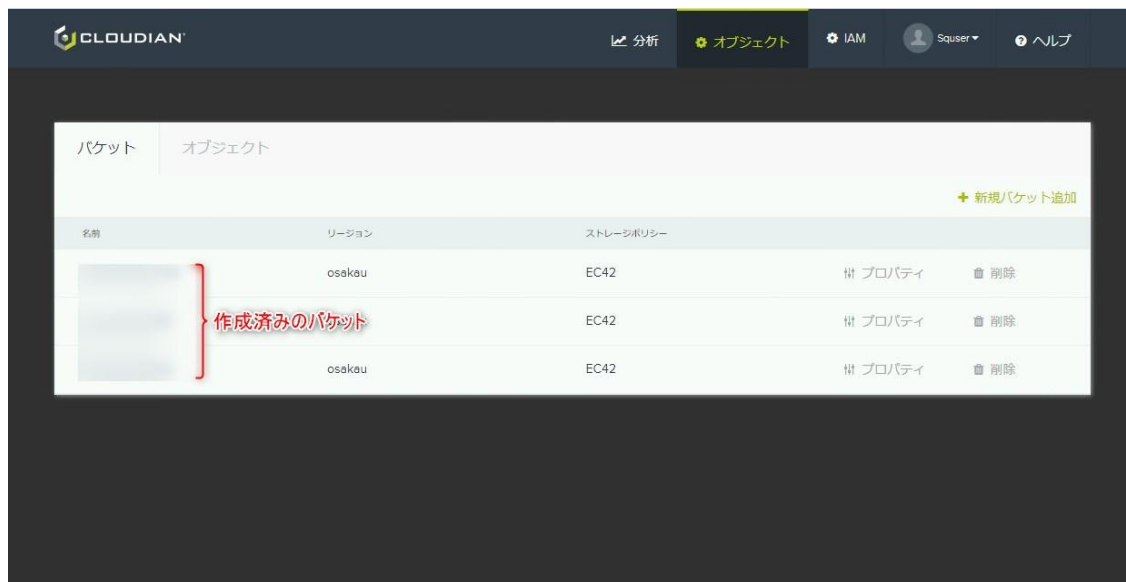 CLOUDIAN
分析
オブジェクト
IAM
Squser
ヘルプ
バケット
オブジェクト
新規バケット追加
名前 リージョン ストレージポリシー
osakau EC42 プロパティ 削除
作成済みのバケット
EC42 プロパティ 削除
osakau EC42 プロパティ 削除